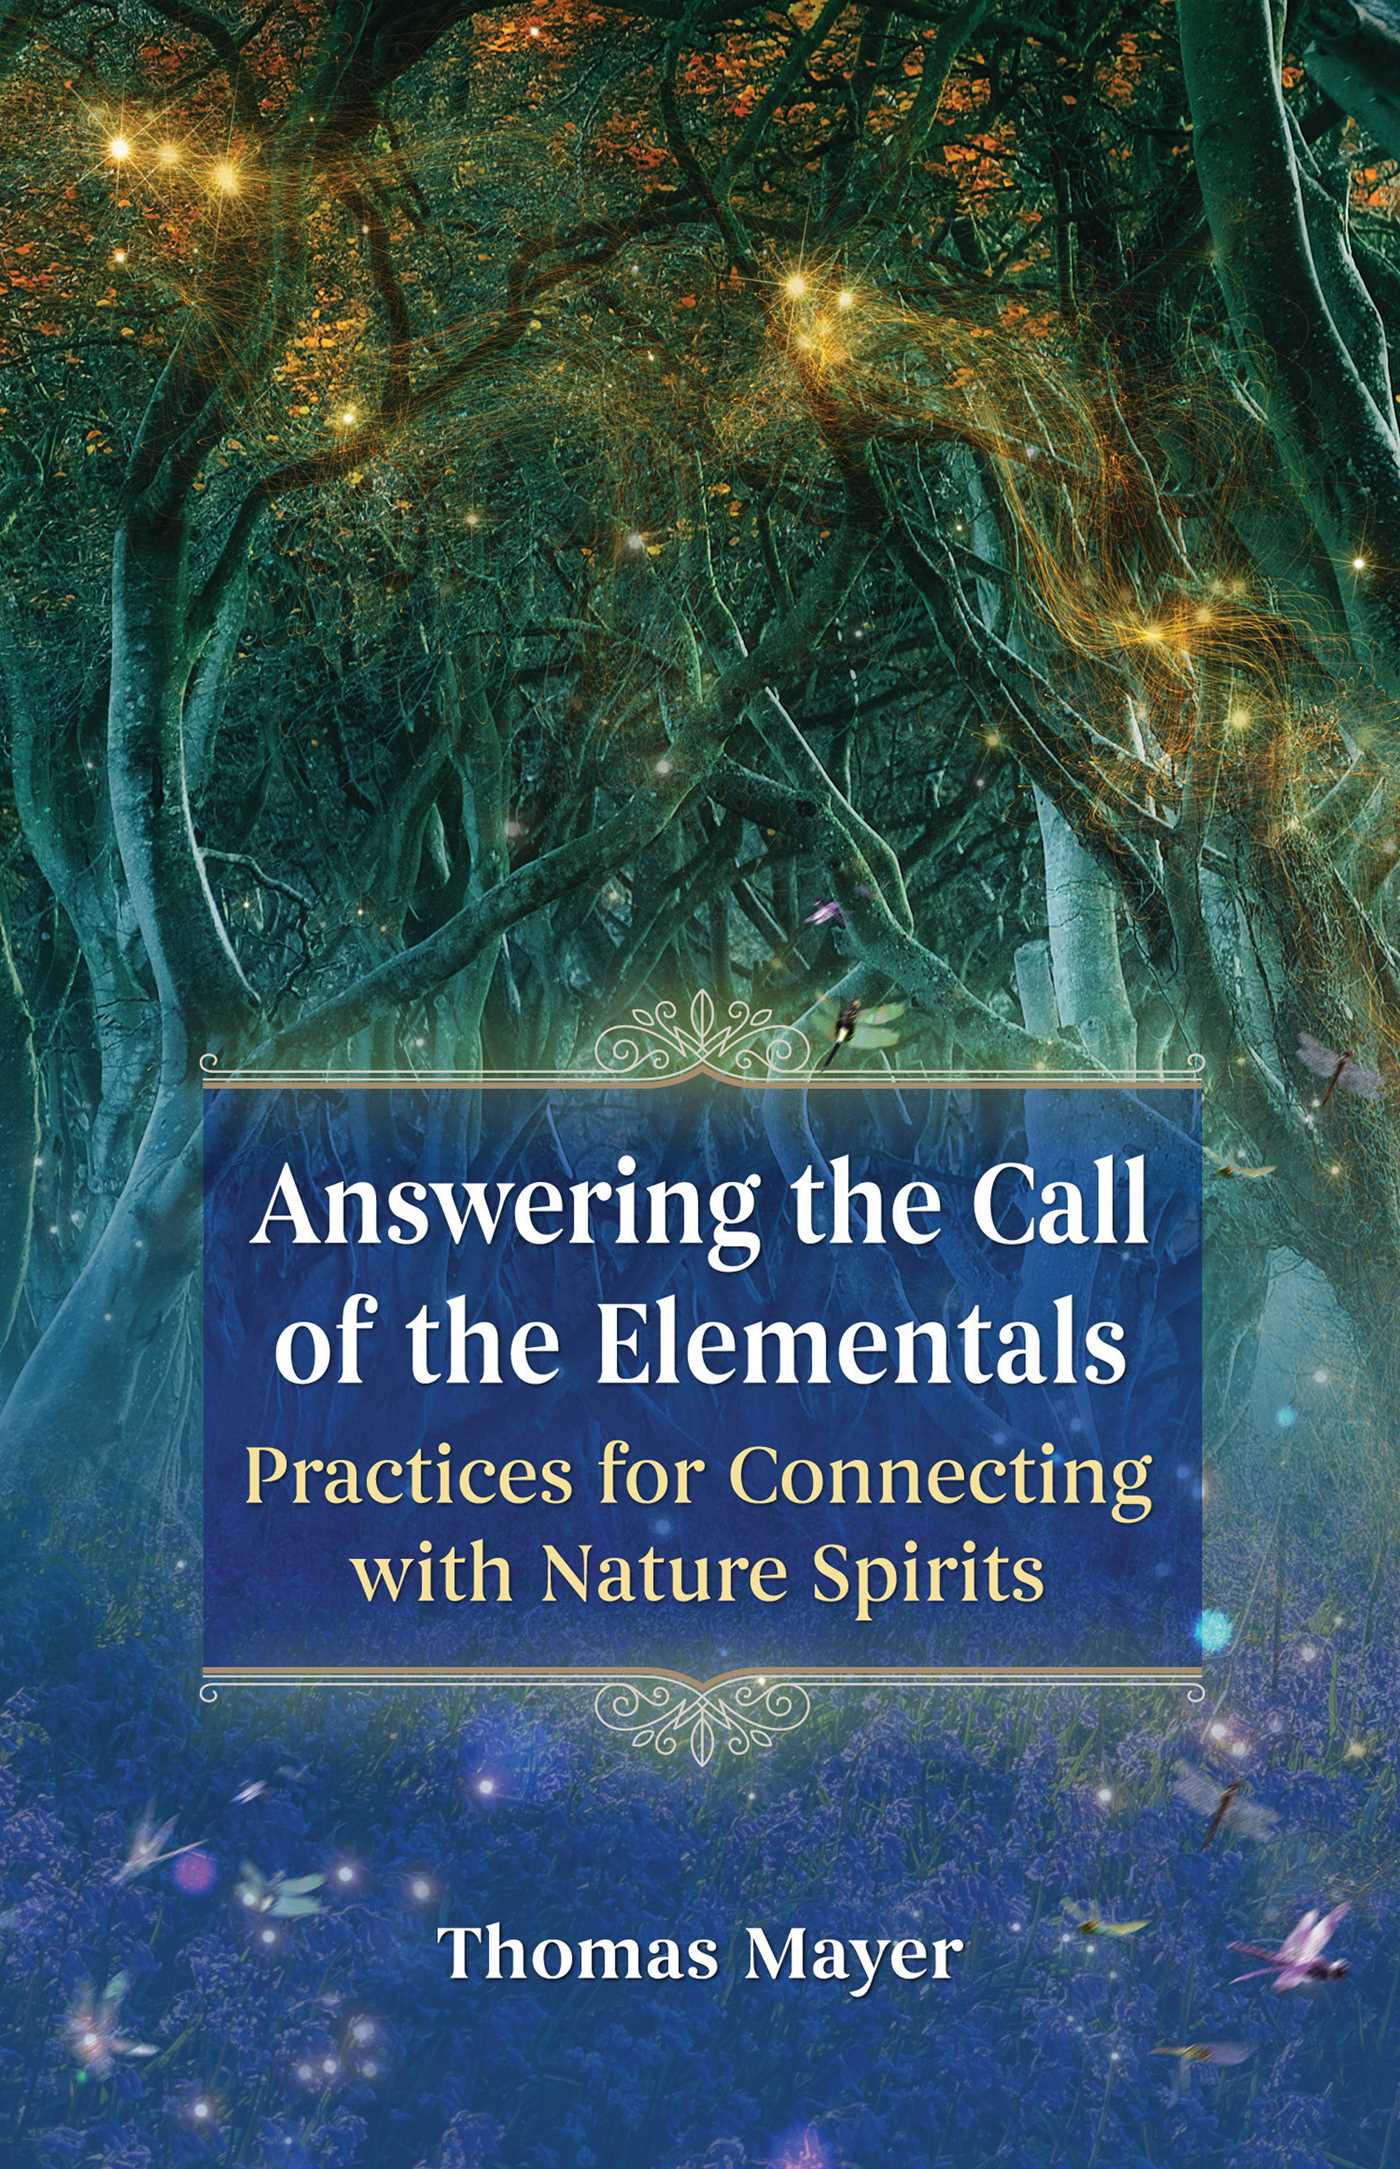 Answering the Call
of the Elementals
Practices for Connecting
with Nature Spirits
Thomas Mayer